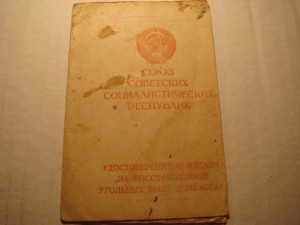 СОЮЗ
СОВЕТСКИХ
СОЦИАЛИСТИЧЕСКИХ
РЕСПУБЛИК
УДОСТОВЕРЕНИЕ К МЕДАЛИ
„ЗА ВОССТАНОВЛЕНИЕ
УГОЛЬНЫХ ШАХТ ДОНБАССА“